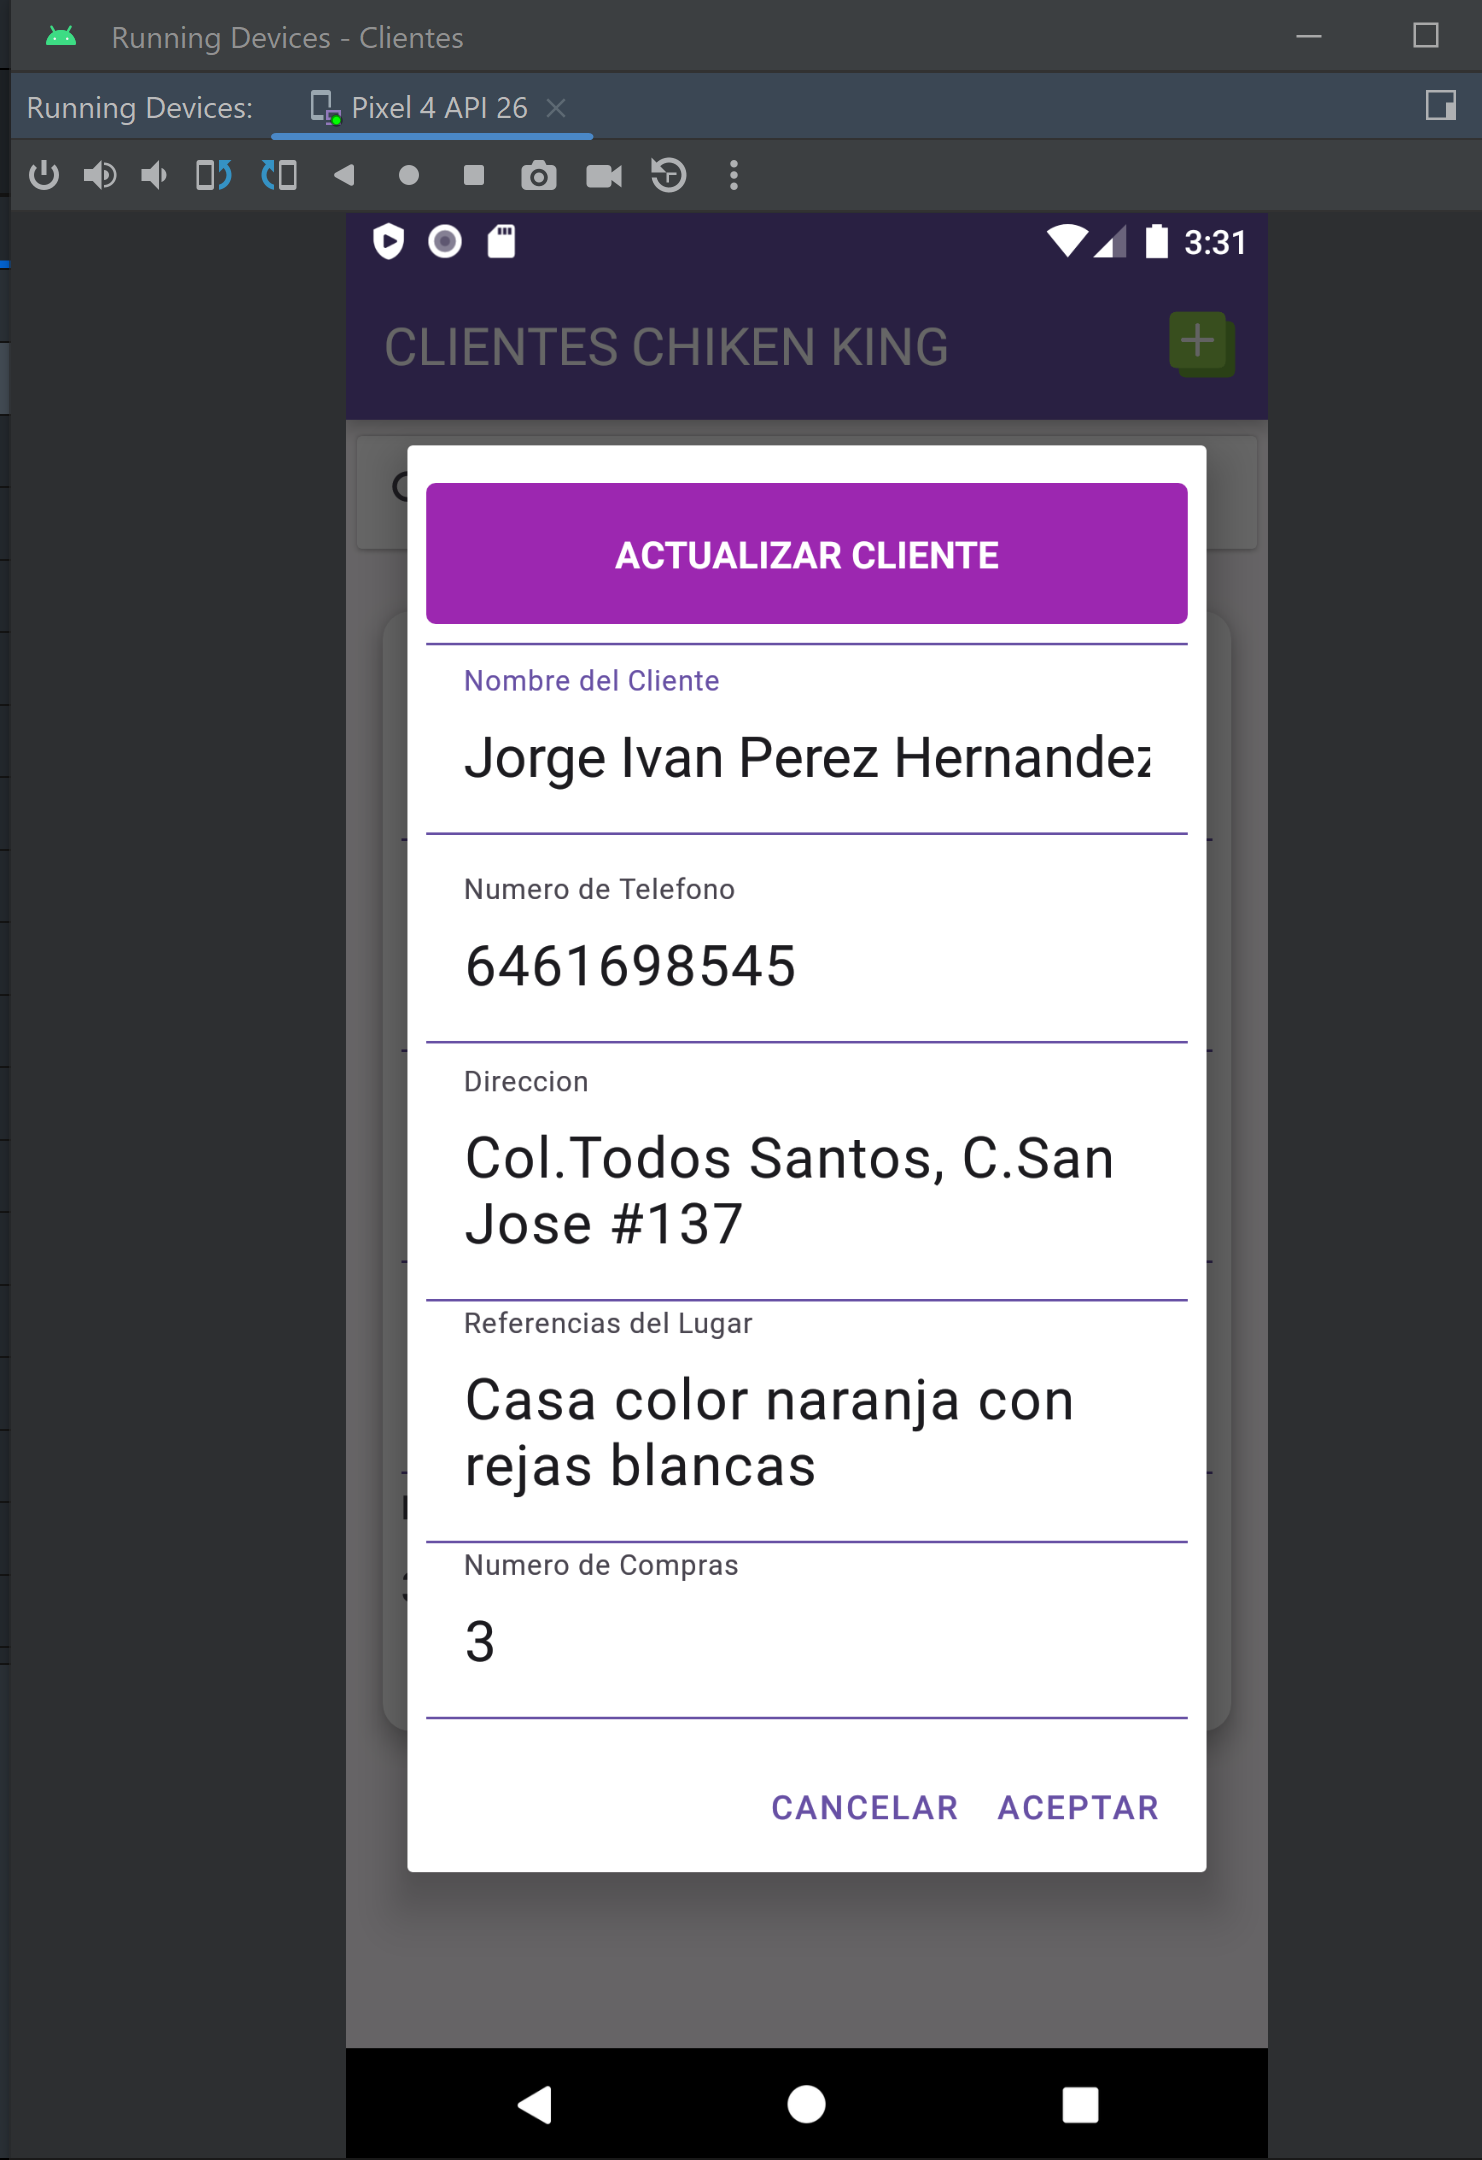 Running Devices - Clientes
Running Devices: Pixel 4 API 26
3:31
CLIENTES CHIKEN KING
ACTUALIZAR CLIENTE
Nombre del Cliente
Jorge Ivan Perez Hernandez
Numero de Telefono
6461698545
Direccion
Col.Todos Santos, C.San
Jose #137
Referencias del Lugar
Casa color naranja con
rejas blancas
Numero de Compras
3
CANCELAR ACEPTAR